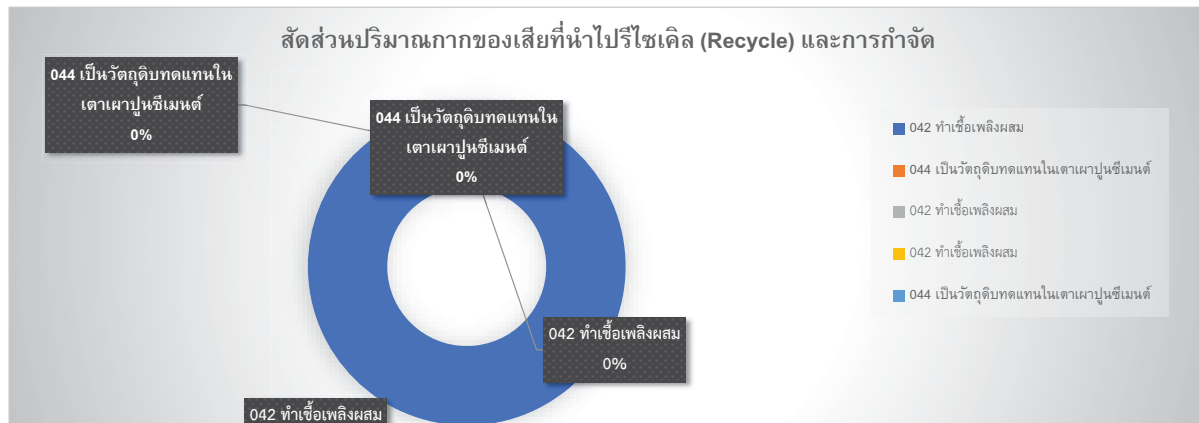 สัดส่วนปริมาณกากของเสียที่นำไปรีไซเคิล (Recycle) และการกำจัด
044 เป็นวัตถุดิบทดแทนใน
เตาเผาปูนซีเมนต์
0%
044 เป็นวัตถุดิบทดแทนใน
เตาเผาปูนซีเมนต์
0%
042 ทำเชื้อเพลิงผสม
0%
042 ทำเชื้อเพลิงผสม
042 ทำเชื้อเพลิงผสม
044 เป็นวัตถุดิบทดแทนในเตาเผาปูนซีเมนต์
042 ทำเชื้อเพลิงผสม
042 ทำเชื้อเพลิงผสม
044 เป็นวัตถุดิบทดแทนในเตาเผาปูนซีเมนต์